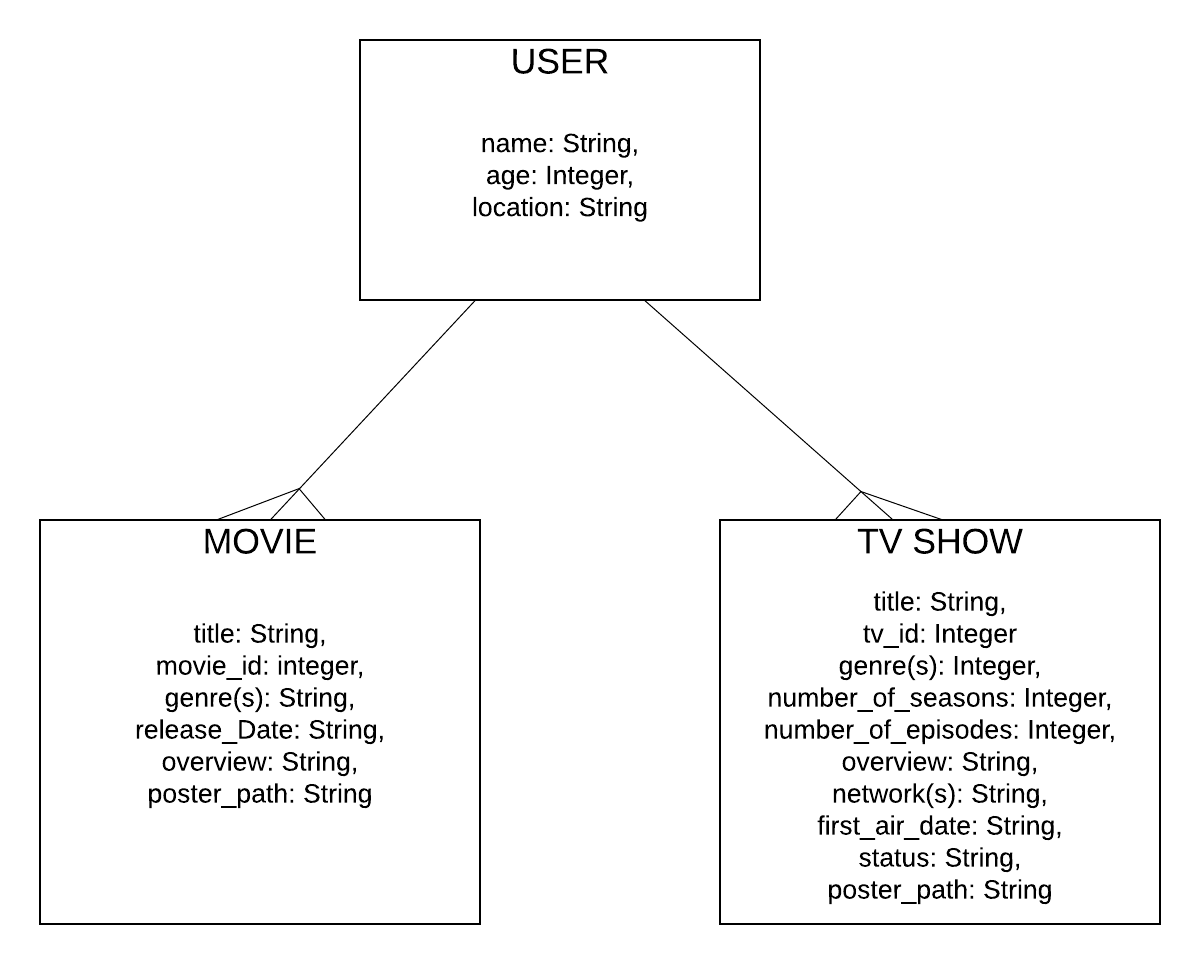 USER
name: String,
age: Integer,
location: String
MOVIE
title: String,
movie_id: integer,
genre(s): String,
release_Date: String,
overview: String,
poster_path: String
TV SHOW
title: String,
tv_id: Integer
genre(s): Integer,
number_of_seasons: Integer,
number_of_episodes: Integer,
overview: String,
network(s): String,
first_air_date: String,
status: String,
poster_path: String